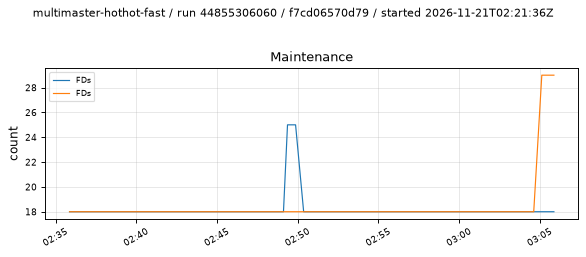 multimaster-hothot-fast / run 44855306060 / f7cd06570d79 / started 2026-11-21T02:21:36Z
Maintenance
FDs
FDs
count
28
26
24
22
20
18
02:35
02:40
02:45
02:50
02:55
03:00
03:05